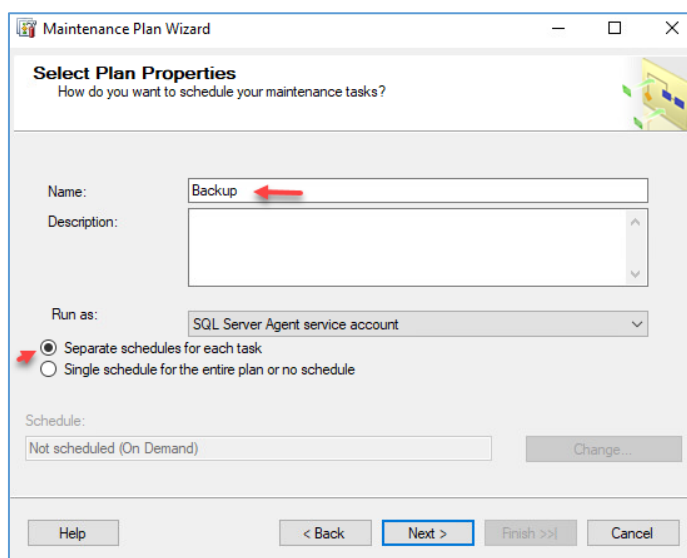 Maintenance Plan Wizard
Select Plan Properties
How do you want to schedule your maintenance tasks?
Name:
Backup
Description:
Run as:
SQL Server Agent service account
Separate schedules for each task
Single schedule for the entire plan or no schedule
Schedule:
Not scheduled (On Demand)
Change...
Help
< Back
Next >
Finish >>|
Cancel